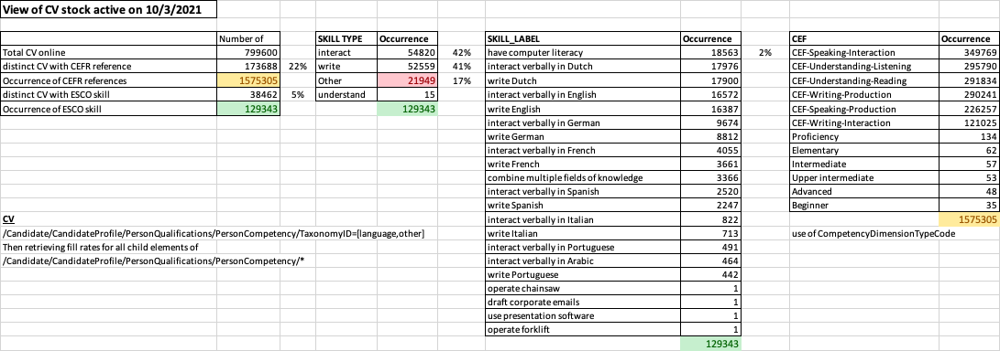 View of CV stock active on 10/3/2021
Number of SKILL TYPE Occurrence SKILL_LABEL Occurrence CEF Occurrence
Total CV online 799600 interact 54820 42% have computer literacy 18563 2% CEF-Speaking-Interaction 349769
distinct CV with CEFR reference 173688 22% write 52559 41% interact verbally in Dutch 17976 CEF-Understanding-Listening 295790
Occurrence of CEFR references 1575305 Other 21949 17% write Dutch 17900 CEF-Understanding-Reading 291834
distinct CV with ESCO skill 38462 5% understand 15 interact verbally in English 16572 CEF-Writing-Production 290241
Occurrence of ESCO skill 129343 129343 write English 16387 CEF-Speaking-Production 226257
interact verbally in German 9674 CEF-Writing-Interaction 121025
write German 8812 Proficiency 134
interact verbally in French 4055 Elementary 62
write French 3661 Intermediate 57
combine multiple fields of knowledge 3366 Upper intermediate 53
interact verbally in Spanish 2520 Advanced 48
write Spanish 2247 Beginner 35
CV interact verbally in Italian 822 1575305
/Candidate/CandidateProfile/PersonQualifications/PersonCompetency/TaxonomyID=[language,other] write Italian 713 use of CompetencyDimensionTypeCode
Then retrieving fill rates for all child elements of interact verbally in Portuguese 491
/Candidate/CandidateProfile/PersonQualifications/PersonCompetency/* interact verbally in Arabic 464
write Portuguese 442
operate chainsaw 1
draft corporate emails 1
use presentation software 1
operate forklift 1
129343